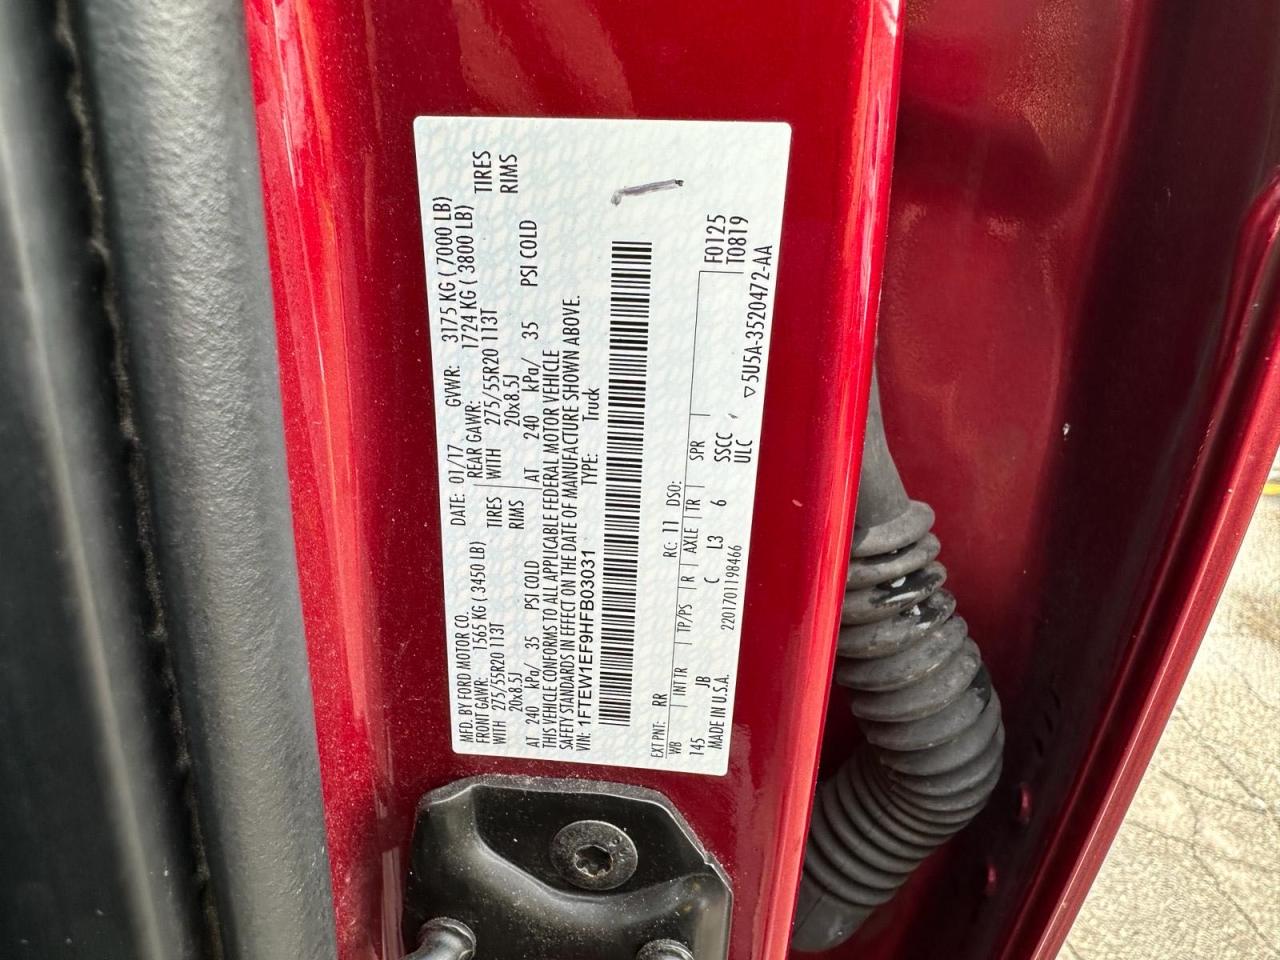 MFD. BY FORD MOTOR CO.
DATE: 01/17 GVWR: 3175 KG ( 7000 LB)
FRONT GAWR: 1565 KG ( 3450 LB) REAR GAWR: 1724 KG ( 3800 LB)
WITH 275/55R20 113T TIRES WITH 275/55R20 113T TIRES
20x8.5J RIMS 20x8.5J RIMS
AT 240 kPa/ 35 PSI COLD AT 240 kPa/ 35 PSI COLD
THIS VEHICLE CONFORMS TO ALL APPLICABLE FEDERAL MOTOR VEHICLE
SAFETY STANDARDS IN EFFECT ON THE DATE OF MANUFACTURE SHOWN ABOVE.
VIN: 1FTEW1EF9HFB03031 TYPE: Truck
EXT PNT: RR RC: 11 DSO: F0125
WB INT TR TP/PS R AXLE TR SPR T0819
145 JB C L3 6 SSCC
MADE IN U.S.A. 2201701198466 ULC ▽5U5A-3520472-AA